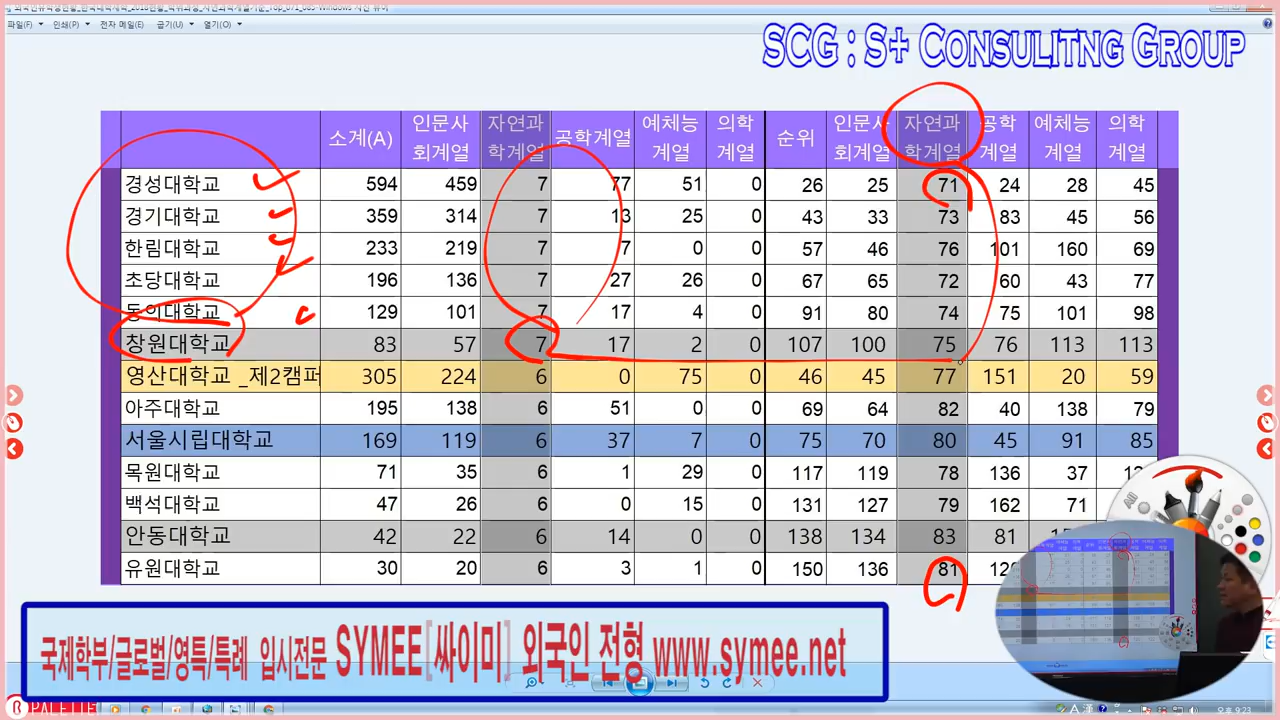 파일(F) 인쇄(P) 전자 메일(E) 굽기(U) 열기(O)
SCG : S+ CONSULITNG GROUP
소계(A) 인문사회계열 자연과학계열 공학계열 예체능계열 의학계열 순위 인문사회계열 자연과학계열 공학계열 예체능계열 의학계열
경성대학교 594 459 7 77 51 0 26 25 71 24 28 45
경기대학교 359 314 7 13 25 0 43 33 73 83 45 56
한림대학교 233 219 7 7 0 0 57 46 76 101 160 69
초당대학교 196 136 7 27 26 0 67 65 72 60 43 77
동의대학교 129 101 7 17 4 0 91 80 74 75 101 98
창원대학교 83 57 7 17 2 0 107 100 75 76 113 113
영산대학교 _제2캠퍼 305 224 6 0 75 0 46 45 77 151 20 59
아주대학교 195 138 6 51 0 0 69 64 82 40 138 79
서울시립대학교 169 119 6 37 7 0 75 70 80 45 91 85
목원대학교 71 35 6 1 29 0 117 119 78 136 37
백석대학교 47 26 6 0 15 0 131 127 79 162 71
안동대학교 42 22 6 14 0 0 138 134 83 81
유원대학교 30 20 6 3 1 0 150 136 81
국제학부/글로벌/영특/특례 입시전문 SYMEE[싸이미] 외국인 전형 www.symee.net
오후 9:23